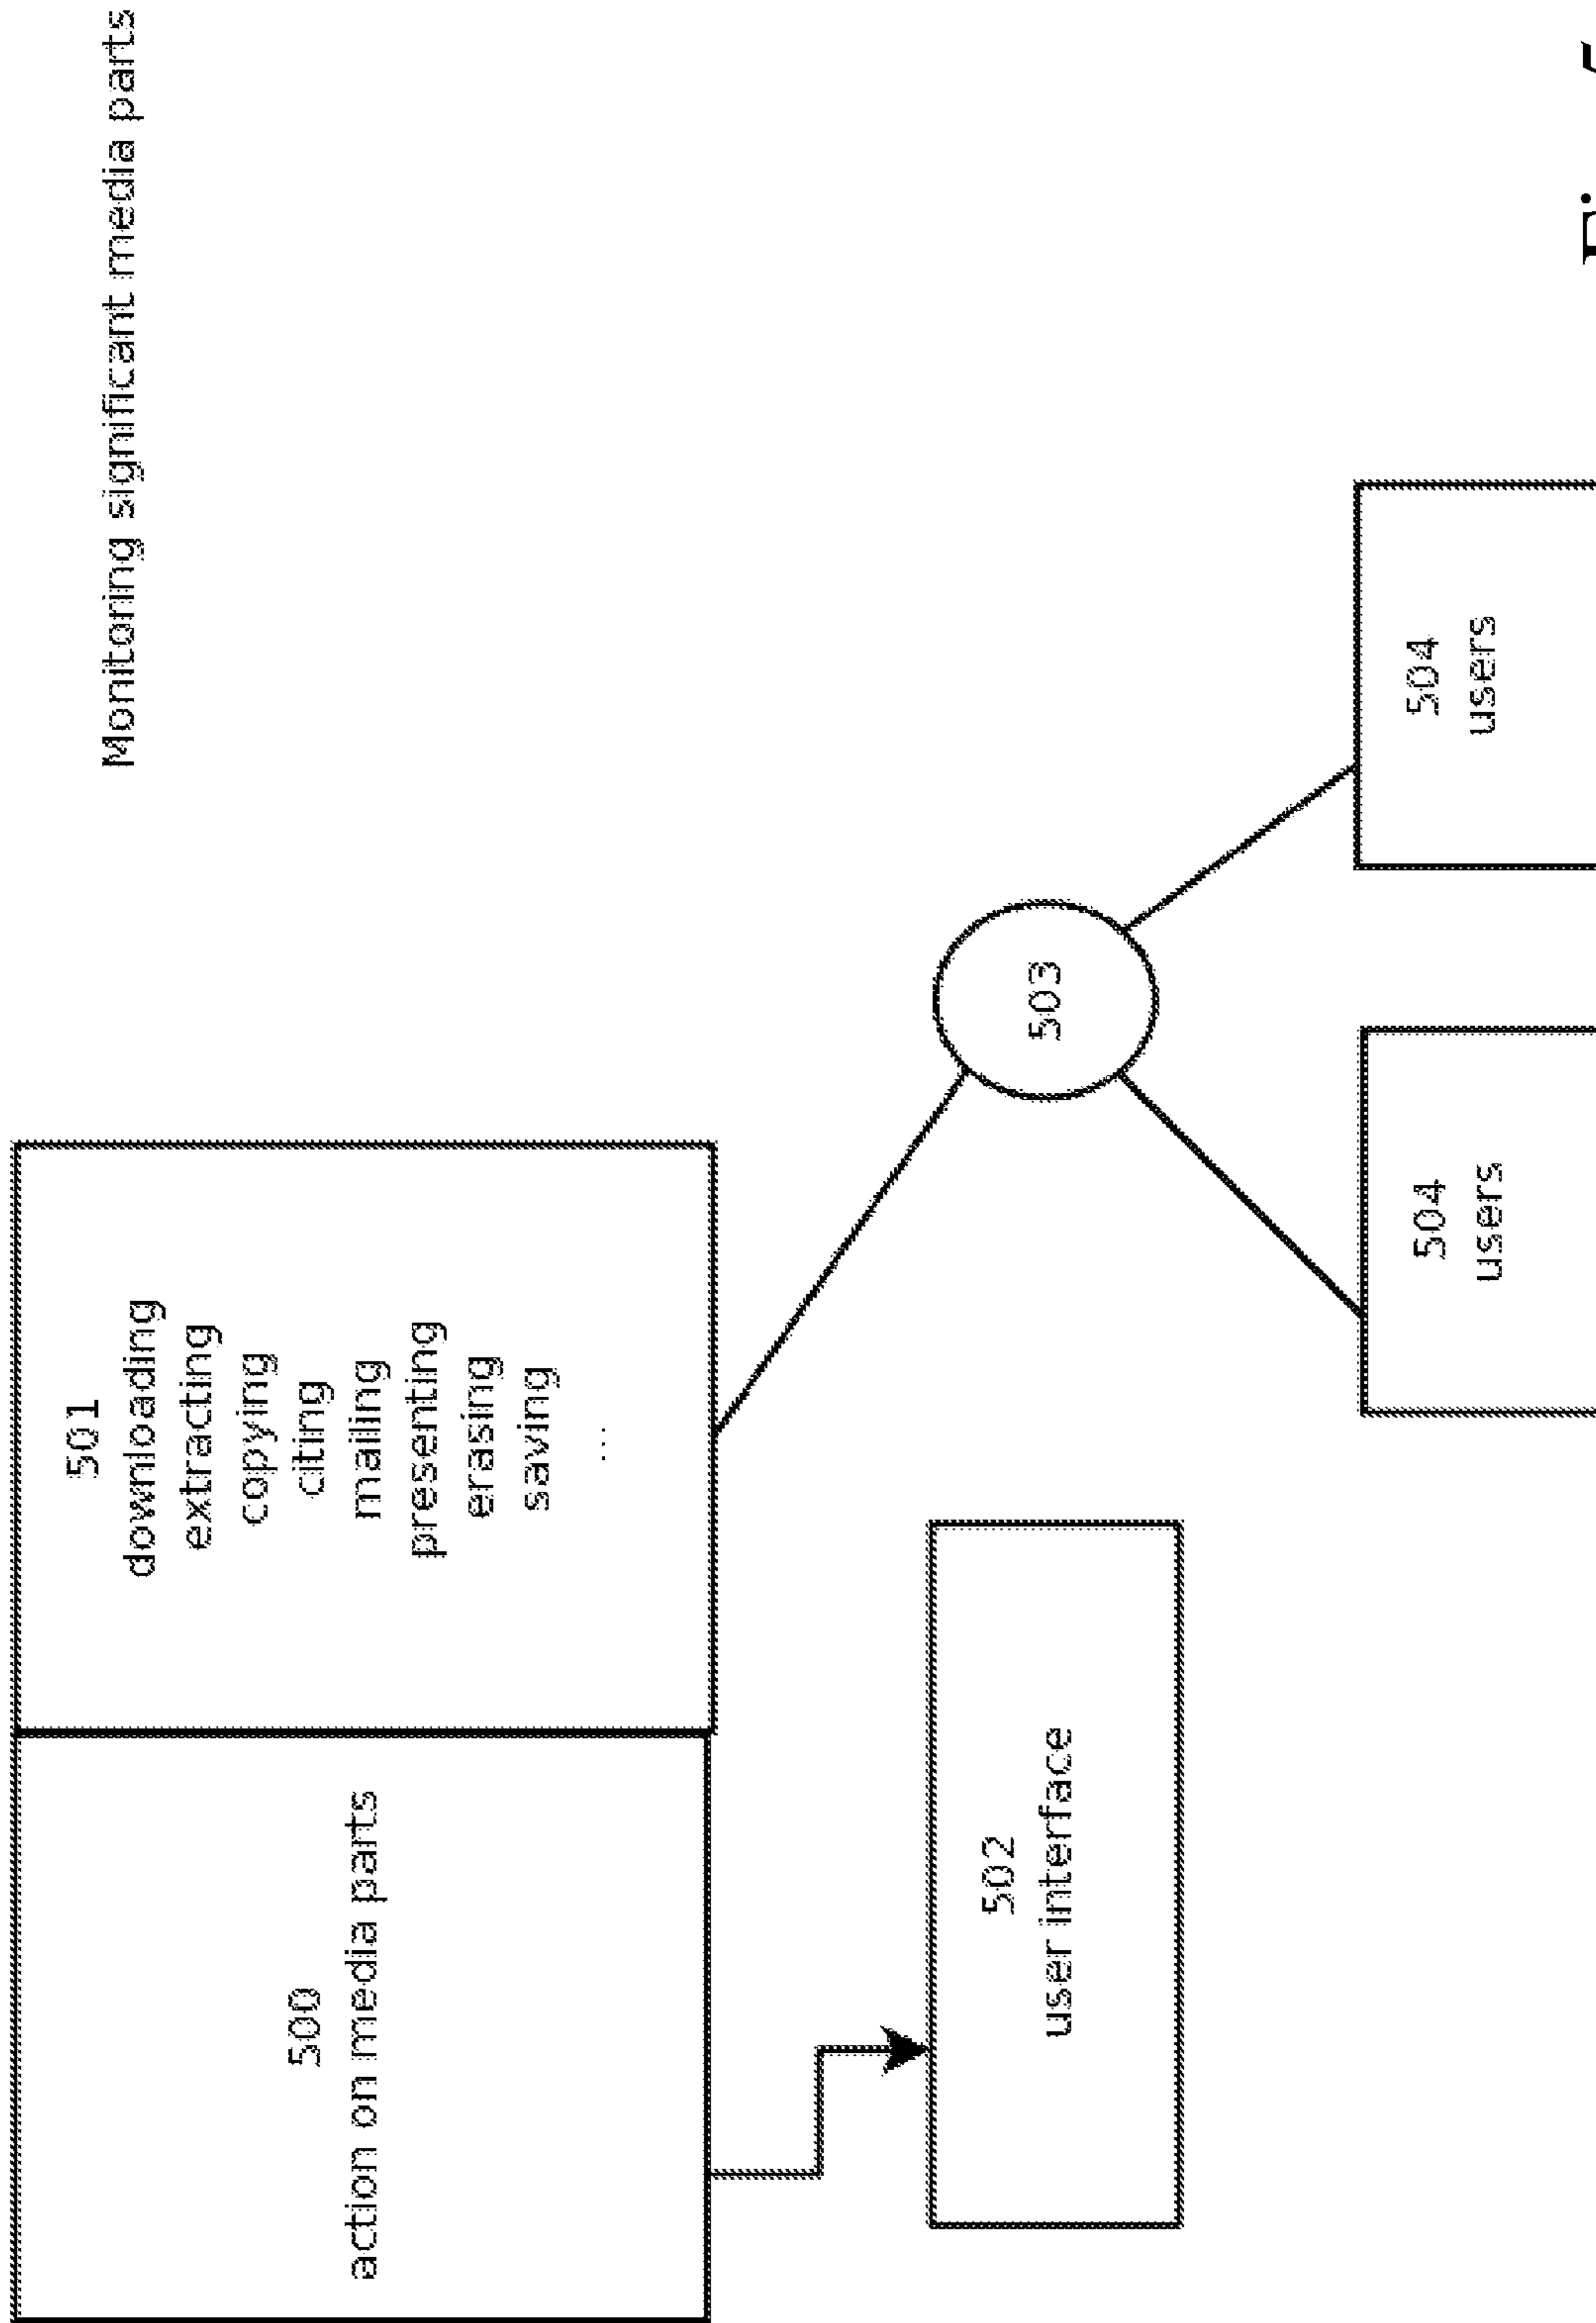 Monitoring significant media parts
500
action on media parts
501
downloading
extracting
copying
citing
mailing
presenting
erasing
saving
...
502
user interface
503
504
users
504
users